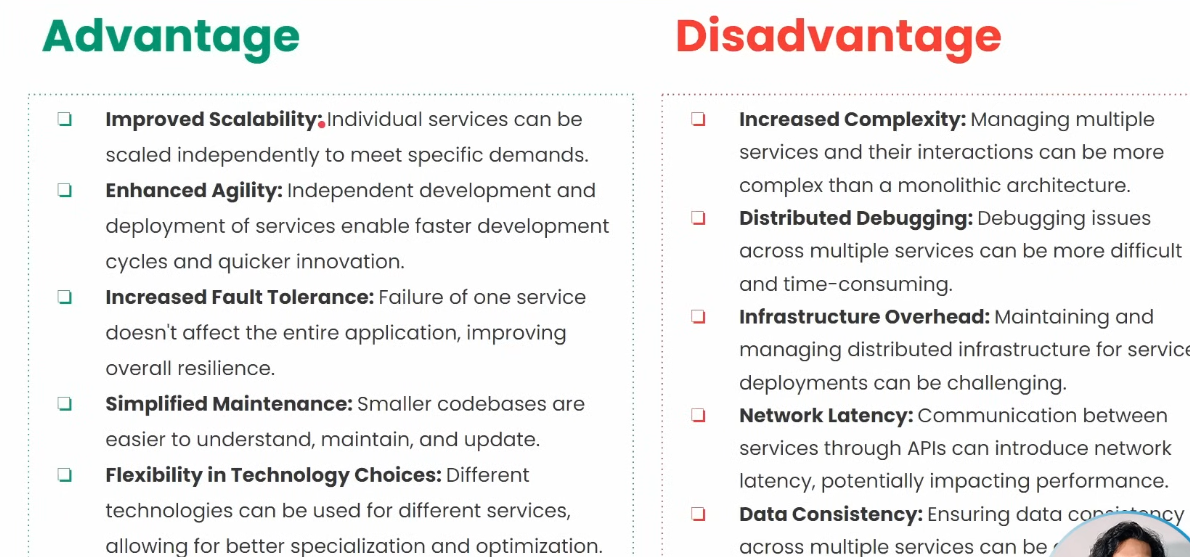 Advantage
Improved Scalability: Individual services can be
scaled independently to meet specific demands.
Enhanced Agility: Independent development and
deployment of services enable faster development
cycles and quicker innovation.
Increased Fault Tolerance: Failure of one service
doesn't affect the entire application, improving
overall resilience.
Simplified Maintenance: Smaller codebases are
easier to understand, maintain, and update.
Flexibility in Technology Choices: Different
technologies can be used for different services,
allowing for better specialization and optimization.
Disadvantage
Increased Complexity: Managing multiple
services and their interactions can be more
complex than a monolithic architecture.
Distributed Debugging: Debugging issues
across multiple services can be more difficult
and time-consuming.
Infrastructure Overhead: Maintaining and
managing distributed infrastructure for service
deployments can be challenging.
Network Latency: Communication between
services through APIs can introduce network
latency, potentially impacting performance.
Data Consistency: Ensuring data consistency
across multiple services can be